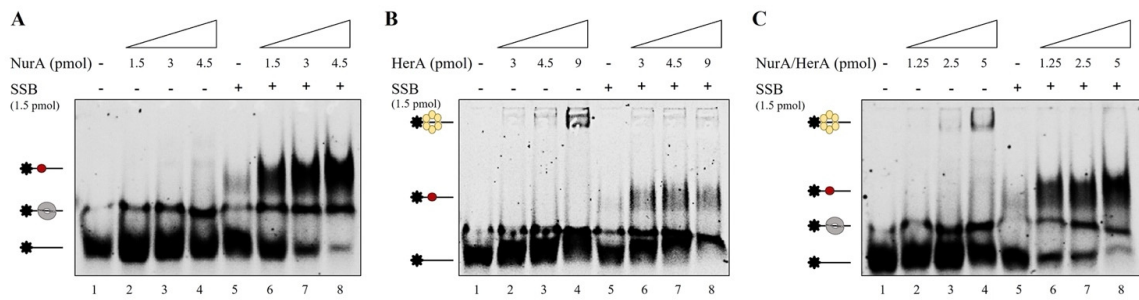 A
NurA (pmol) - 1.5 3 4.5 - 1.5 3 4.5
SSB - - - - + + + +
(1.5 pmol)
1 2 3 4 5 6 7 8
B
HerA (pmol) - 3 4.5 9 - 3 4.5 9
SSB - - - - + + + +
(1.5 pmol)
1 2 3 4 5 6 7 8
C
NurA/HerA (pmol) - 1.25 2.5 5 - 1.25 2.5 5
SSB - - - - + + + +
(1.5 pmol)
1 2 3 4 5 6 7 8